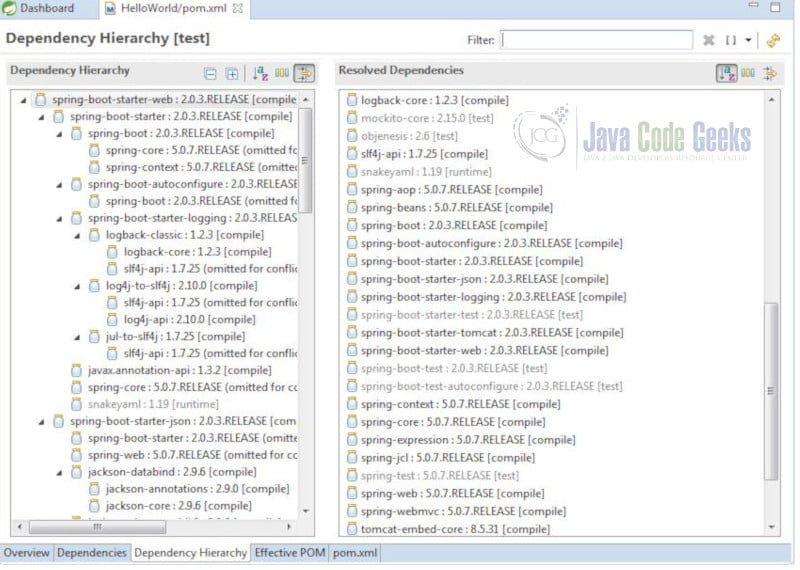 Dashboard
HelloWorld/pom.xml
Dependency Hierarchy [test]
Filter:
Dependency Hierarchy
spring-boot-starter-web : 2.0.3.RELEASE [compile]
spring-boot-starter : 2.0.3.RELEASE [compile]
spring-boot : 2.0.3.RELEASE [compile]
spring-core : 5.0.7.RELEASE (omitted for
spring-context : 5.0.7.RELEASE (omitted
spring-boot-autoconfigure : 2.0.3.RELEASE
spring-boot : 2.0.3.RELEASE (omitted for
spring-boot-starter-logging : 2.0.3.RELEAS
logback-classic : 1.2.3 [compile]
logback-core : 1.2.3 [compile]
slf4j-api : 1.7.25 (omitted for conflic
log4j-to-slf4j : 2.10.0 [compile]
slf4j-api : 1.7.25 (omitted for conflic
log4j-api : 2.10.0 [compile]
jul-to-slf4j : 1.7.25 [compile]
slf4j-api : 1.7.25 (omitted for conflic
javax.annotation-api : 1.3.2 [compile]
spring-core : 5.0.7.RELEASE (omitted for co
snakeyaml : 1.19 [runtime]
spring-boot-starter-json : 2.0.3.RELEASE [com
spring-boot-starter : 2.0.3.RELEASE (omitte
spring-web : 5.0.7.RELEASE (omitted for co
jackson-databind : 2.9.6 [compile]
jackson-annotations : 2.9.0 [compile]
jackson-core : 2.9.6 [compile]
Resolved Dependencies
logback-core : 1.2.3 [compile]
mockito-core : 2.15.0 [test]
objenesis : 2.6 [test]
slf4j-api : 1.7.25 [compile]
snakeyaml : 1.19 [runtime]
spring-aop : 5.0.7.RELEASE [compile]
spring-beans : 5.0.7.RELEASE [compile]
spring-boot : 2.0.3.RELEASE [compile]
spring-boot-autoconfigure : 2.0.3.RELEASE [compile]
spring-boot-starter : 2.0.3.RELEASE [compile]
spring-boot-starter-json : 2.0.3.RELEASE [compile]
spring-boot-starter-logging : 2.0.3.RELEASE [compile]
spring-boot-starter-test : 2.0.3.RELEASE [test]
spring-boot-starter-tomcat : 2.0.3.RELEASE [compile]
spring-boot-starter-web : 2.0.3.RELEASE [compile]
spring-boot-test : 2.0.3.RELEASE [test]
spring-boot-test-autoconfigure : 2.0.3.RELEASE [test]
spring-context : 5.0.7.RELEASE [compile]
spring-core : 5.0.7.RELEASE [compile]
spring-expression : 5.0.7.RELEASE [compile]
spring-jcl : 5.0.7.RELEASE [compile]
spring-test : 5.0.7.RELEASE [test]
spring-web : 5.0.7.RELEASE [compile]
spring-webmvc : 5.0.7.RELEASE [compile]
tomcat-embed-core : 8.5.31 [compile]
JCG
Java Code Geeks
JAVA 2 JAVA DEVELOPERS RESOURCE CENTER
Overview Dependencies Dependency Hierarchy Effective POM pom.xml